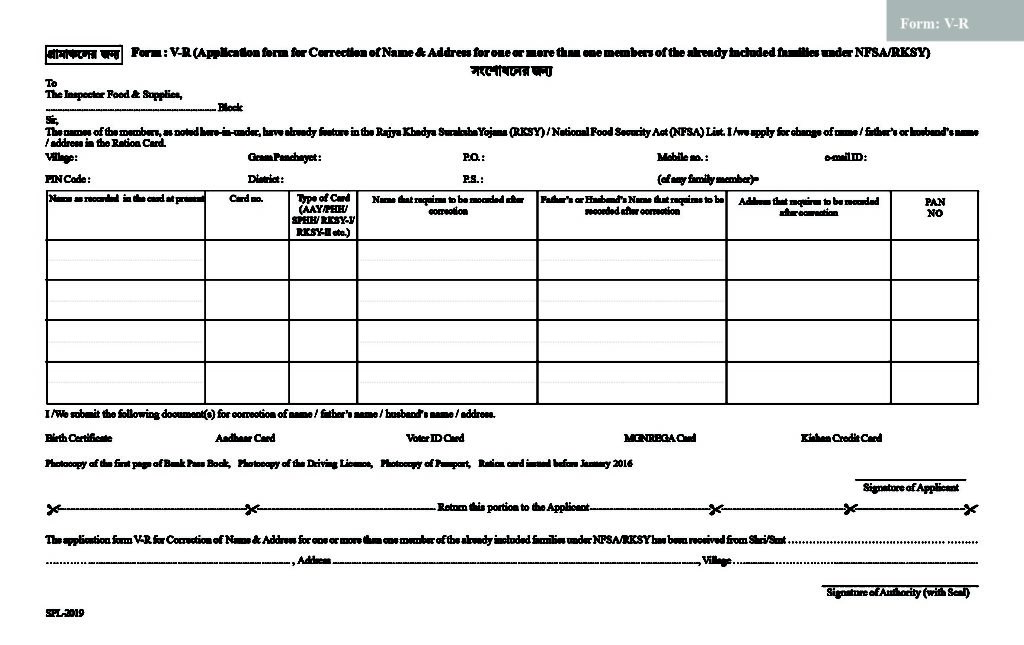 Form: V-R
গ্রামাঞ্চলের জন্য Form : V-R (Application form for Correction of Name & Address for one or more than one members of the already included families under NFSA/RKSY)
সংশোধনের জন্য
To
The Inspector Food & Supplies,
.............................................................. Block
Sir,
The names of the members, as noted here-in-under, have already feature in the Rajya Khadya Suraksha Yojana (RKSY) / National Food Security Act (NFSA) List. I /we apply for change of name / father's or husband's name
/ address in the Ration Card.
Village : Gram Panchayet : P.O. : Mobile no. : e-mail ID :
PIN Code : District : P.S. : (of any family member)=
Name as recorded in the card at present Card no. Type of Card (AAY/PHH/ SPHH/ RKSY-I/ RKSY-II etc.) Name that requires to be recorded after correction Father's or Husband's Name that requires to be recorded after correction Address that requires to be recorded after correction PAN NO
I /We submit the following document(s) for correction of name / father's name / husband's name / address.
Birth Certificate Aadhaar Card Voter ID Card MGNREGA Card Kishan Credit Card
Photocopy of the first page of Bank Pass Book, Photocopy of the Driving Licence, Photocopy of Passport, Ration card issued before January 2016
Signature of Applicant
Return this portion to the Applicant
The application form V-R for Correction of Name & Address for one or more than one member of the already included families under NFSA/RKSY has been received from Shri/Smt ................................................
................................................ , Address ................................................ , Village ................................................
Signature of Authority (with Seal)
SPL-2019